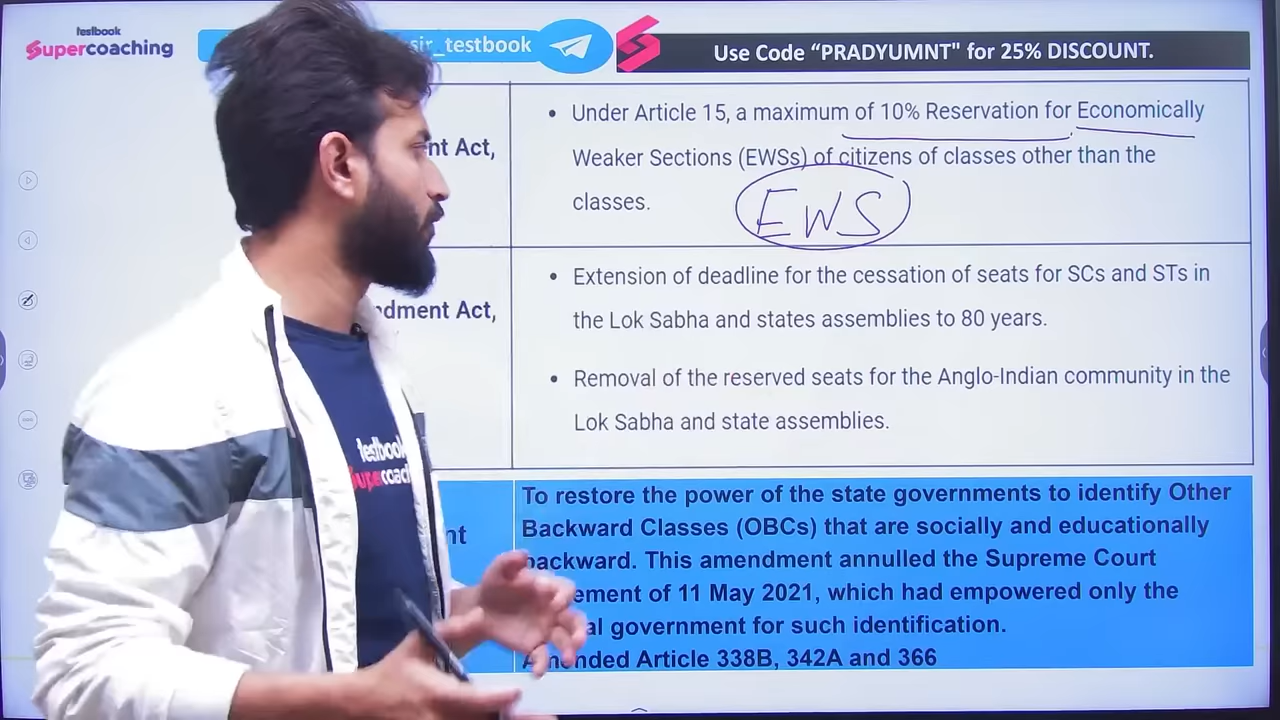 testbook
Supercoaching
sir_testbook
Use Code “PRADYUMNT" for 25% DISCOUNT.
nt Act,
• Under Article 15, a maximum of 10% Reservation for Economically
Weaker Sections (EWSs) of citizens of classes other than the
classes.
EWS
dment Act,
• Extension of deadline for the cessation of seats for SCs and STs in
the Lok Sabha and states assemblies to 80 years.
• Removal of the reserved seats for the Anglo-Indian community in the
Lok Sabha and state assemblies.
nt
To restore the power of the state governments to identify Other
Backward Classes (OBCs) that are socially and educationally
backward. This amendment annulled the Supreme Court
ement of 11 May 2021, which had empowered only the
al government for such identification.
Amended Article 338B, 342A and 366
testbook
Supercoach